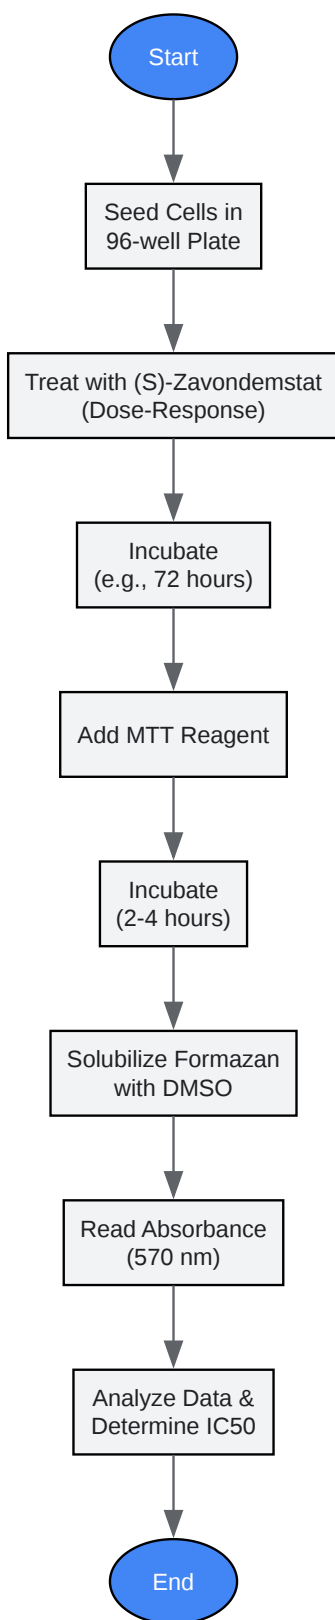 Start
Seed Cells in
96-well Plate
Treat with (S)-Zavondemstat
(Dose-Response)
Incubate
(e.g., 72 hours)
Add MTT Reagent
Incubate
(2-4 hours)
Solubilize Formazan
with DMSO
Read Absorbance
(570 nm)
Analyze Data &
Determine IC50
End